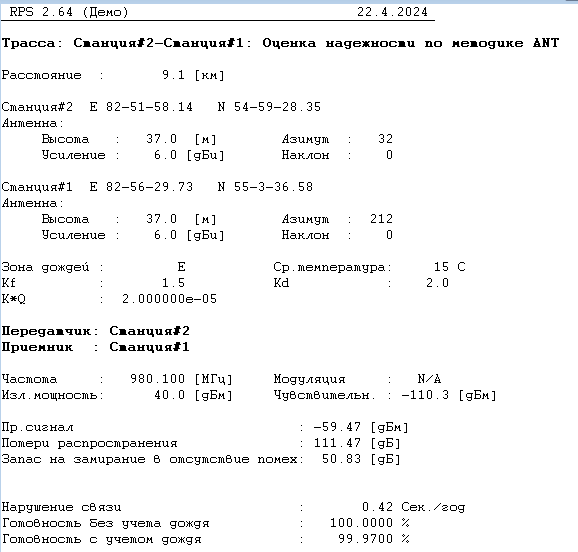 RPS 2.64 (Демо) 22.4.2024
Трасса: Станция#2-Станция#1: Оценка надежности по методике ANT
Расстояние : 9.1 [км]
Станция#2 E 82-51-58.14 N 54-59-28.35
Антенна:
Высота : 37.0 [м] Азимут : 32
Усиление : 6.0 [дБи] Наклон : 0
Станция#1 E 82-56-29.73 N 55-3-36.58
Антенна:
Высота : 37.0 [м] Азимут : 212
Усиление : 6.0 [дБи] Наклон : 0
Зона дождей : E Ср.температура: 15 C
Kf : 1.5 Kd : 2.0
K*Q : 2.000000e-05
Передатчик: Станция#2
Приемник : Станция#1
Частота : 980.100 [МГц] Модуляция : N/A
Изл.мощность: 40.0 [дБм] Чувствительн. : -110.3 [дБм]
Пр.сигнал : -59.47 [дБм]
Потери распространения : 111.47 [дБ]
Запас на замирание в отсутствие помех: 50.83 [дБ]
Нарушение связи : 0.42 Сек./год
Готовность без учета дождя : 100.0000 %
Готовность с учетом дождя : 99.9700 %